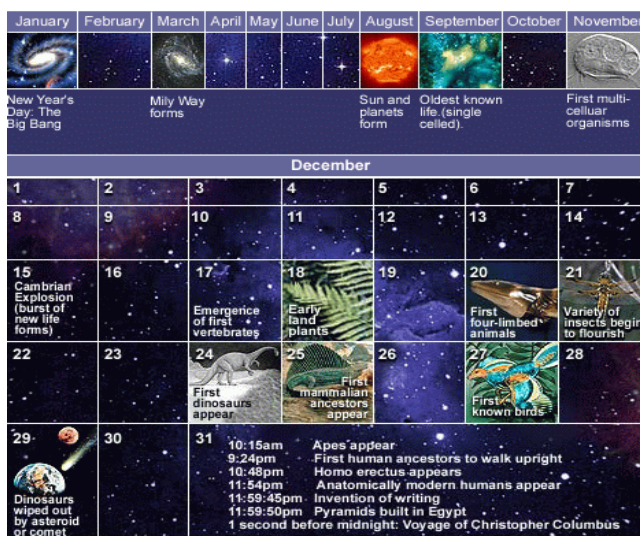 January February March April May June July August September October November
New Year's
Day: The
Big Bang
Mily Way
forms
Sun and
planets
form
Oldest known
life.(single
celled).
First multi-
celluar
organisms
December
1 2 3 4 5 6 7
8 9 10 11 12 13 14
15 16 17 18 19 20 21
Cambrian
Explosion
(burst of
new life
forms)
Emergence
of first
vertebrates
Early
land
plants
First
four-limbed
animals
Variety of
insects begin
to flourish
22 23 24 25 26 27 28
First
dinosaurs
appear
First
mammalian
ancestors
appear
First
known birds
29 30 31
Dinosaurs
wiped out
by asteroid
or comet
10:15am Apes appear
9:24pm First human ancestors to walk upright
10:48pm Homo erectus appears
11:54pm Anatomically modern humans appear
11:59:45pm Invention of writing
11:59:50pm Pyramids built in Egypt
1 second before midnight: Voyage of Christopher Columbus